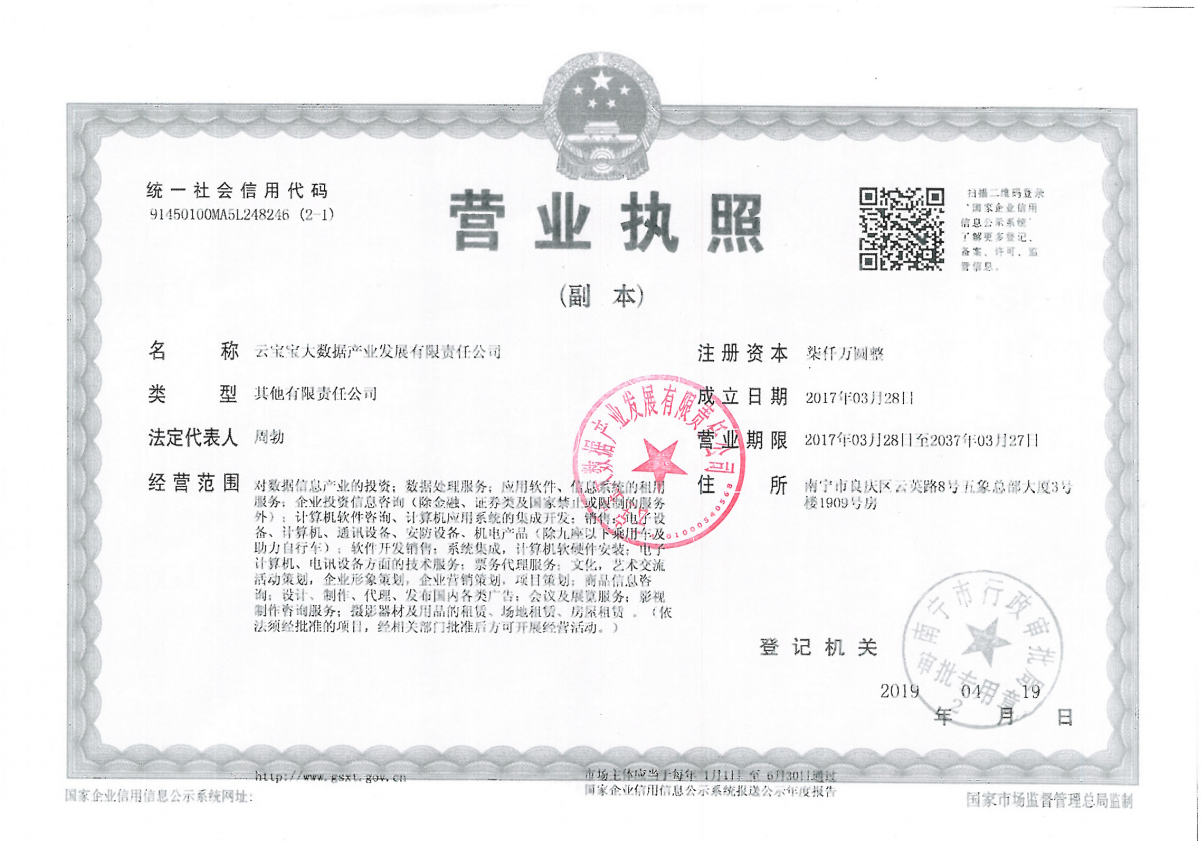 统一社会信用代码
91450100MA5L248246 (2-1)
营业执照
(副 本)
扫描二维码登录
“国家企业信用
信息公示系统”
了解更多登记、
备案、许可、监
管信息。
名 称 云宝宝大数据产业发展有限责任公司
类 型 其他有限责任公司
法定代表人 周勃
经营范围 对数据信息产业的投资；数据处理服务；应用软件、信息系统的租用
服务；企业投资信息咨询（除金融、证券类及国家禁止或限制的服务
外）；计算机软件咨询、计算机应用系统的集成开发；销售：电子设
备、计算机、通讯设备、安防设备、机电产品（除九座以下乘用车及
助力自行车）；软件开发销售；系统集成，计算机软硬件安装；电子
计算机、电讯设备方面的技术服务；票务代理服务；文化，艺术交流
活动策划，企业形象策划，企业营销策划，项目策划；商品信息咨
询；设计、制作、代理、发布国内各类广告；会议及展览服务；影视
制作咨询服务；摄影器材及用品的租赁、场地租赁、房屋租赁 。（依
法须经批准的项目，经相关部门批准后方可开展经营活动。）
注册资本 柒仟万圆整
成立日期 2017年03月28日
营业期限 2017年03月28日至2037年03月27日
住 所 南宁市良庆区云英路8号五象总部大厦3号
楼1909号房
数据产业发展有限责任公司
登记机关
南宁市行政审批局
审批专用章
2
2019 04 19
年 月 日
http://www.gsxt.gov.cn
国家企业信用信息公示系统网址:
市场主体应当于每年 1月1日 至 6月30日通过
国家企业信用信息公示系统报送公示年度报告
国家市场监督管理总局监制